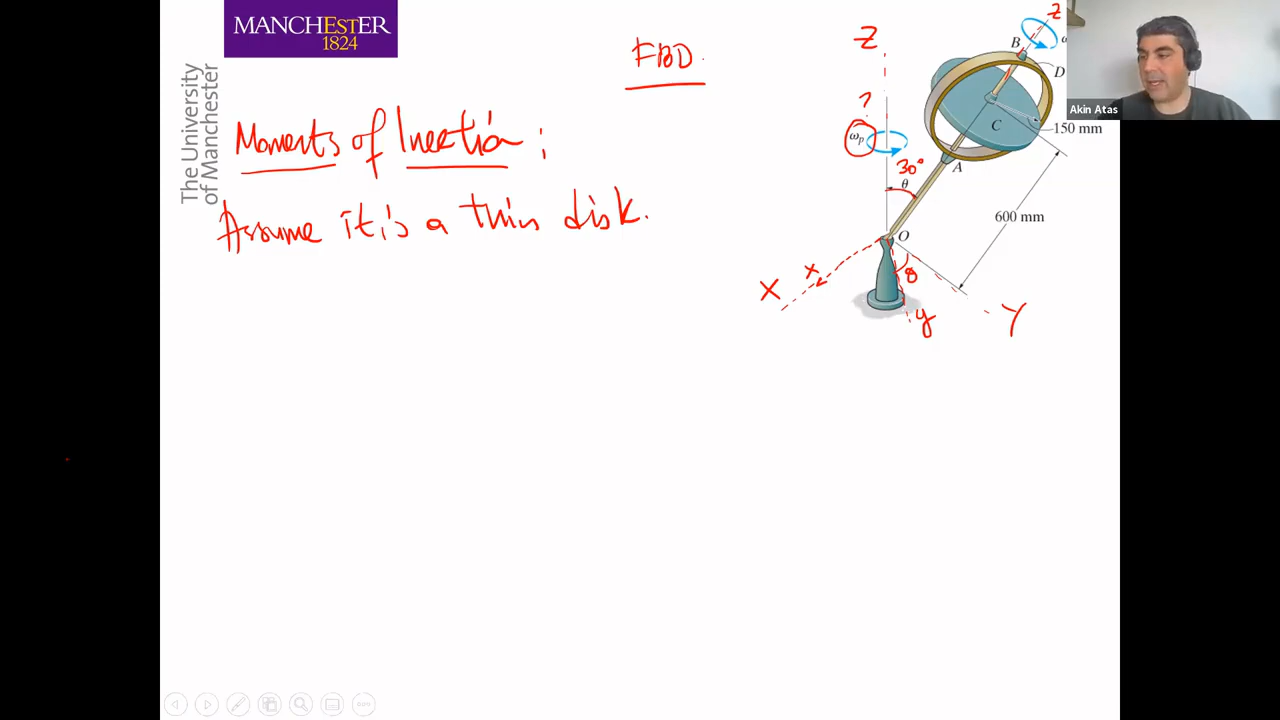 MANCHESTER
1824
The University
of Manchester
FBD.
Moments of Inertia :
Assume it is a thin disk.
Z
?
ωp
30°
θ
O
A
B
C
D
z
ω
150 mm
600 mm
X
x
θ
y
Y
Akin Atas